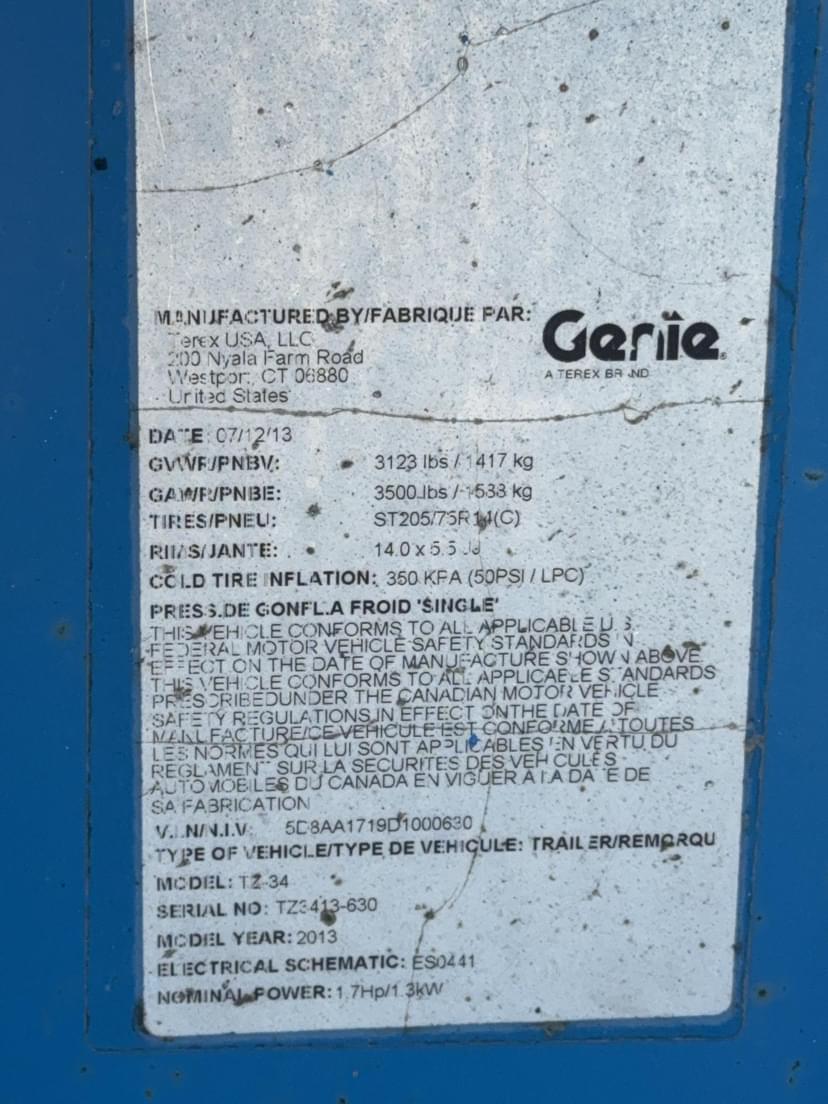 MANUFACTURED BY/FABRIQUE PAR:
Genie
Terex USA, LLC
200 Nyala Farm Road
A TEREX BRAND
Westport, CT 06880
United States
DATE: 07/12/13
GVWR/PNBV: 3123 lbs / 1417 kg
GAWR/PNBE: 3500 lbs / 1588 kg
TIRES/PNEU: ST205/75R14(C)
RIMS/JANTE: 14.0 x 5.5 JJ
COLD TIRE INFLATION: 350 KPA (50PSI / LPC)
PRESS.DE GONFL.A FROID 'SINGLE'
THIS VEHICLE CONFORMS TO ALL APPLICABLE U.S.
FEDERAL MOTOR VEHICLE SAFETY STANDARDS IN
EFFECT ON THE DATE OF MANUFACTURE SHOWN ABOVE.
THIS VEHICLE CONFORMS TO ALL APPLICABLE STANDARDS
PRESCRIBEDUNDER THE CANADIAN MOTOR VEHICLE
SAFETY REGULATIONS IN EFFECT ONTHE DATE OF
MANUFACTURE/CE VEHICULE EST CONFORME A TOUTES
LES NORMES QUI LUI SONT APPLICABLES EN VERTU DU
REGLAMENT SUR LA SECURITES DES VEHICULES
AUTOMOBILES DU CANADA EN VIGUER A LA DATE DE
SA FABRICATION
V.I.N/N.I.V: 5D8AA1719D1000630
TYPE OF VEHICLE/TYPE DE VEHICULE: TRAILER/REMORQU
MODEL: TZ-34
SERIAL NO: TZ3413-630
MODEL YEAR: 2013
ELECTRICAL SCHEMATIC: ES0441
NOMINAL POWER: 1.7Hp/1.3kW